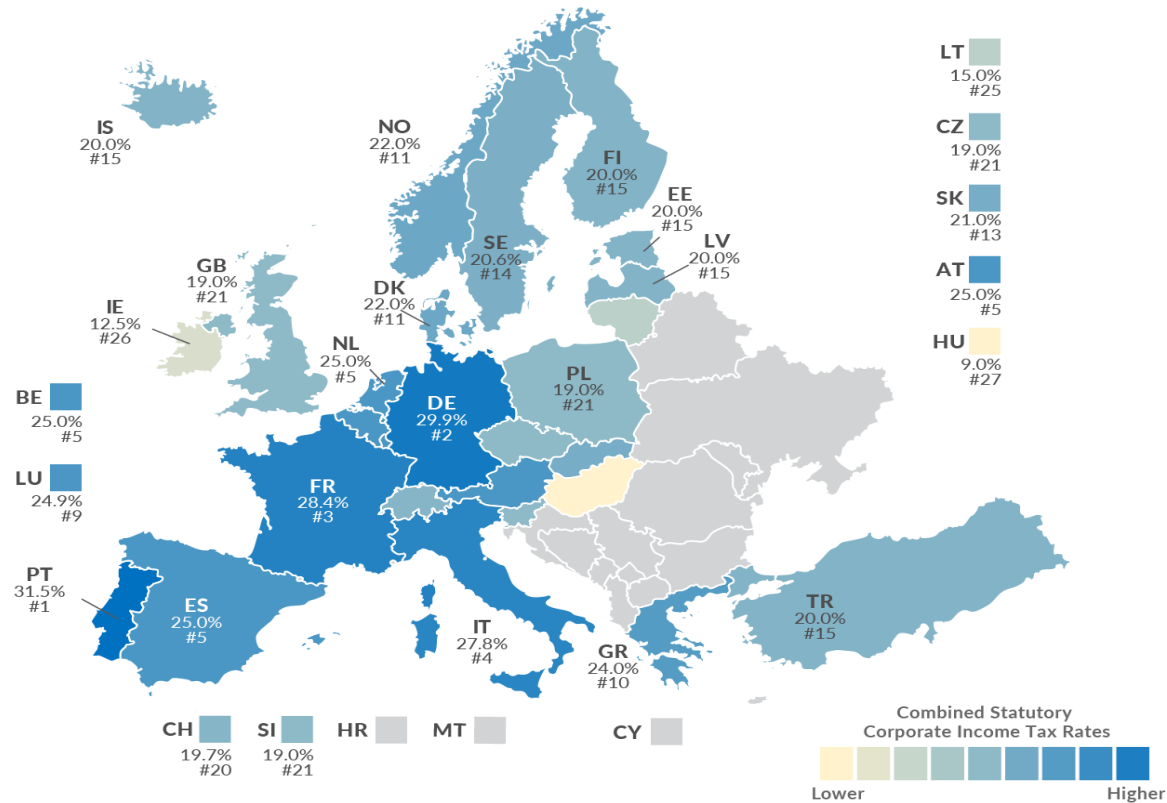 IS
20.0%
#15
NO
22.0%
#11
FI
20.0%
#15
EE
20.0%
#15
LV
20.0%
#15
SE
20.6%
#14
GB
19.0%
#21
IE
12.5%
#26
DK
22.0%
#11
NL
25.0%
#5
PL
19.0%
#21
DE
29.9%
#2
BE
25.0%
#5
LU
24.9%
#9
FR
28.4%
#3
PT
31.5%
#1
ES
25.0%
#5
IT
27.8%
#4
GR
24.0%
#10
TR
20.0%
#15
LT
15.0%
#25
CZ
19.0%
#21
SK
21.0%
#13
AT
25.0%
#5
HU
9.0%
#27
CH
19.7%
#20
SI
19.0%
#21
HR
MT
CY
Combined Statutory
Corporate Income Tax Rates
Lower
Higher